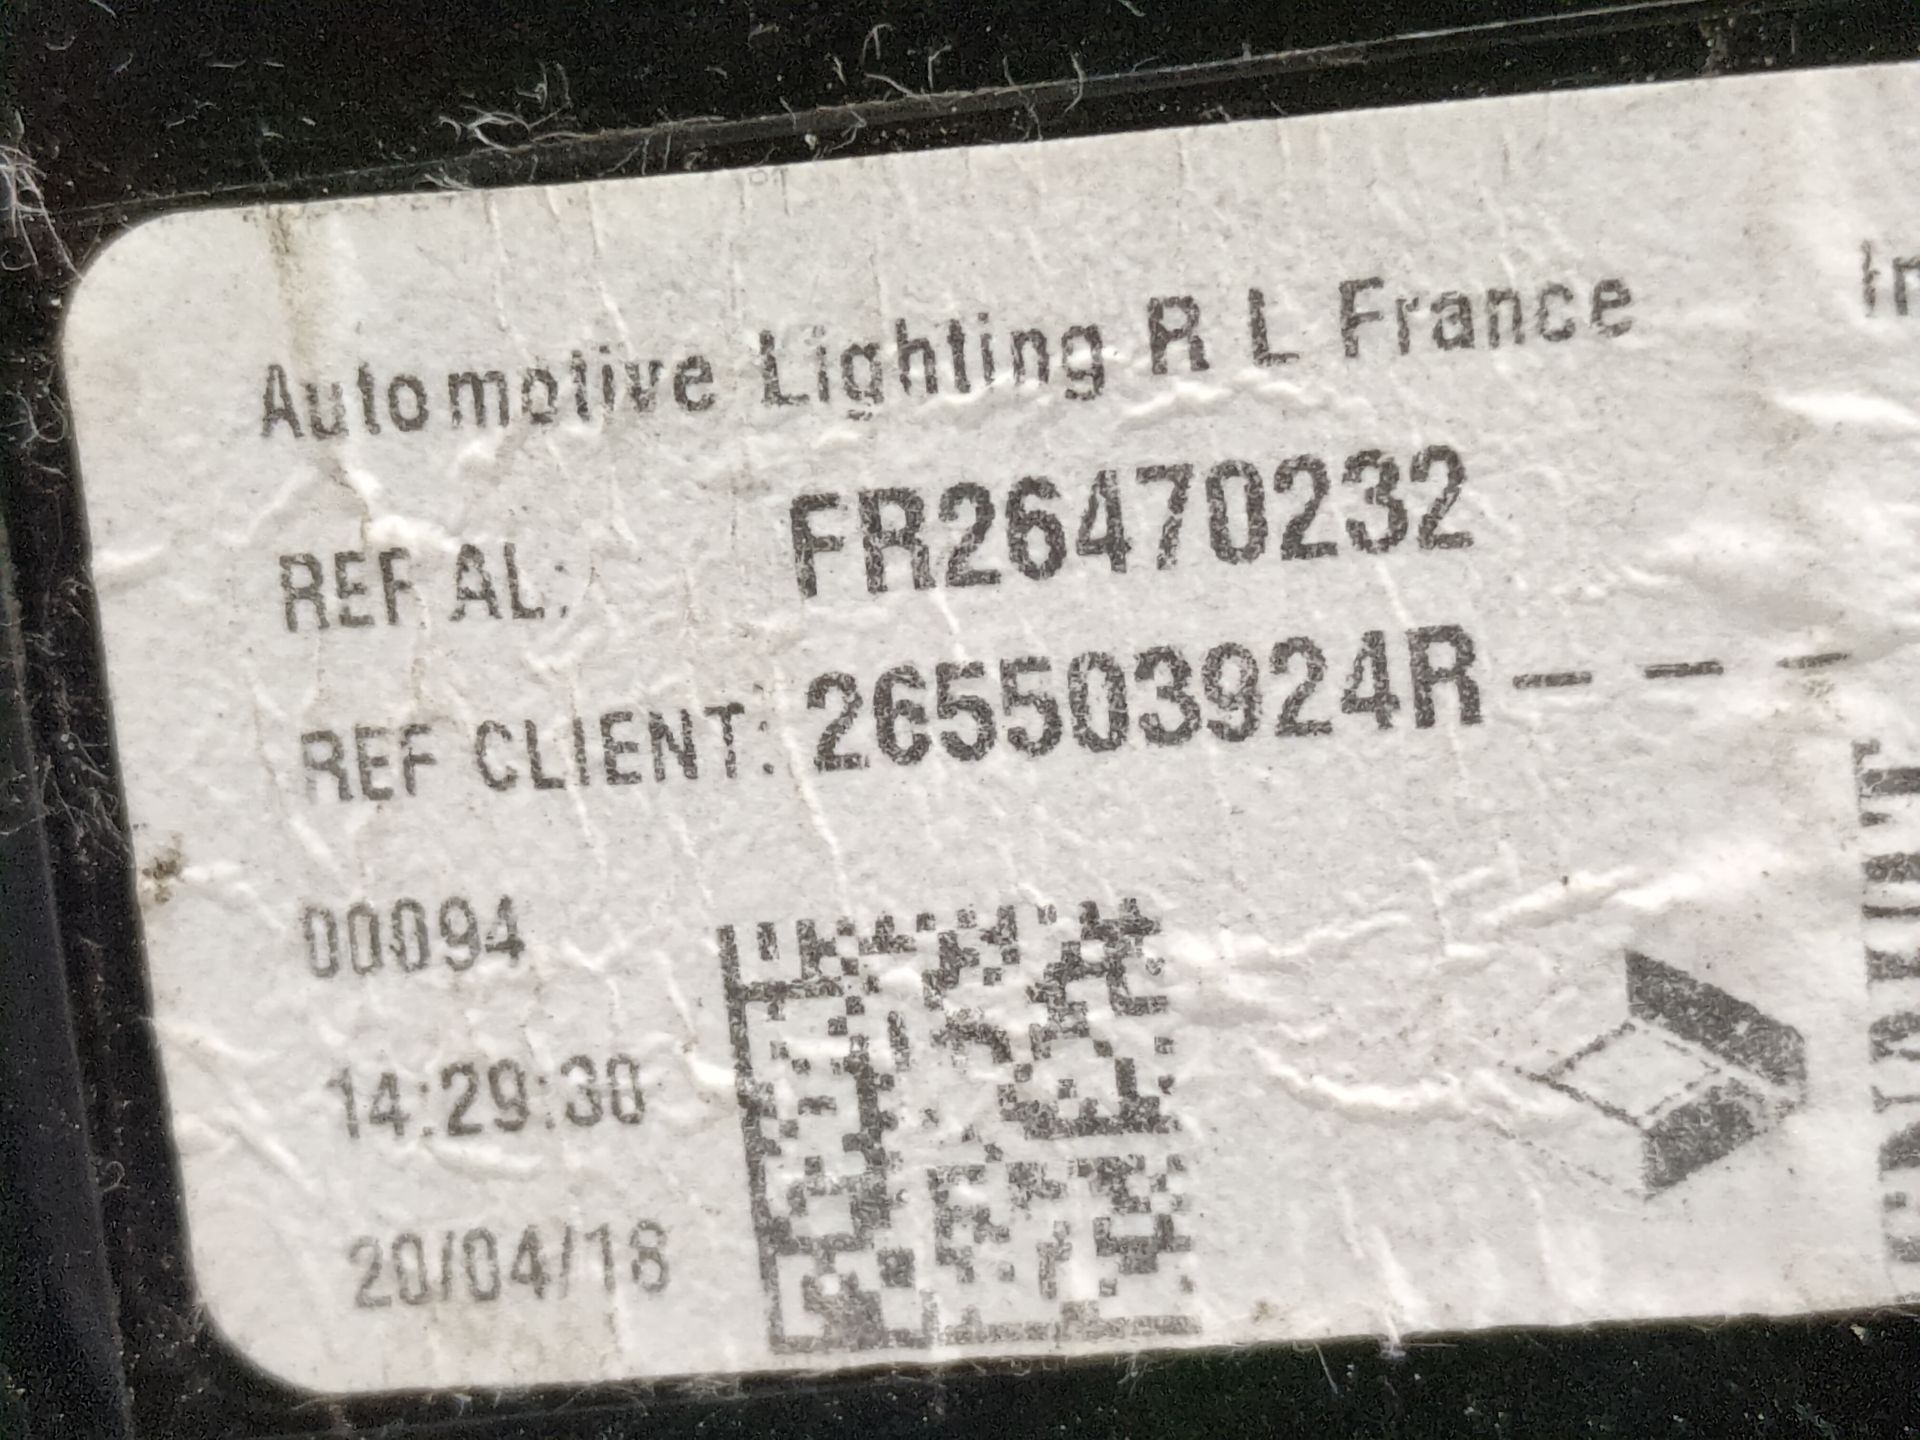 Automotive Lighting R L France
REF AL: FR26470232
REF CLIENT: 265503924R---
00094
14:29:30
20/04/18